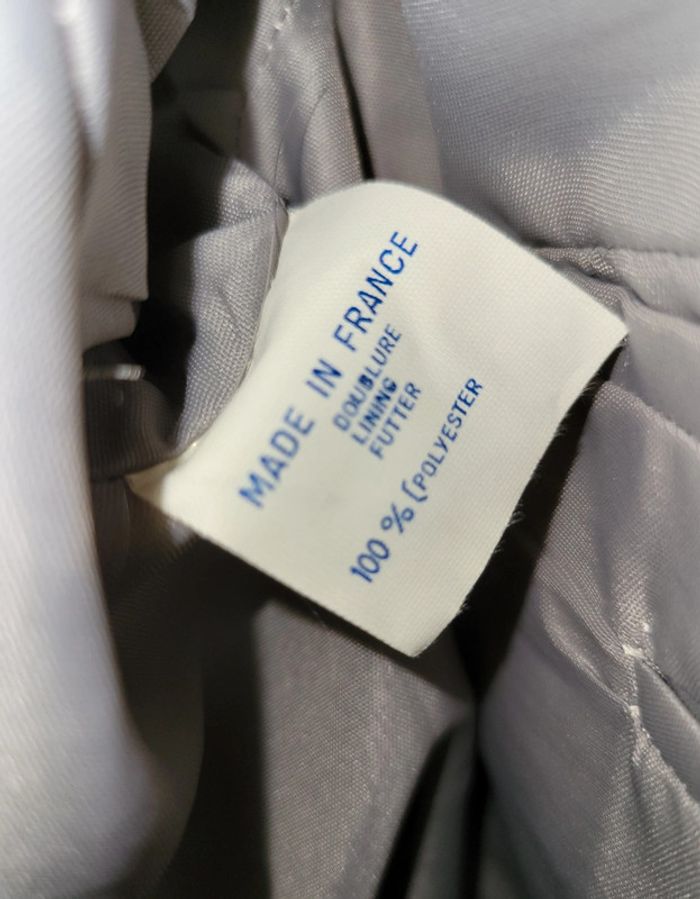 MADE IN FRANCE
DOUBLURE
LINING
FUTTER
100 % [POLYESTER